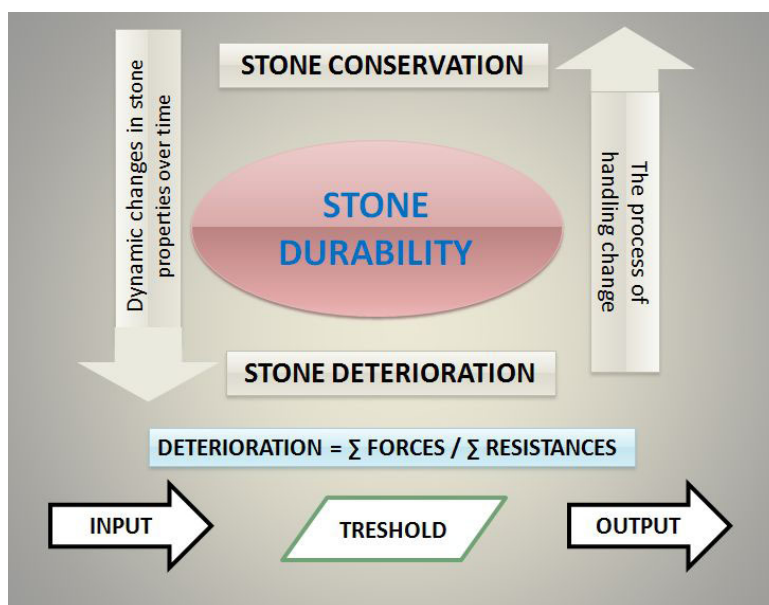 STONE CONSERVATION
Dynamic changes in stone
properties over time
STONE
DURABILITY
The process of
handling change
STONE DETERIORATION
DETERIORATION = ∑ FORCES / ∑ RESISTANCES
INPUT
TRESHOLD
OUTPUT